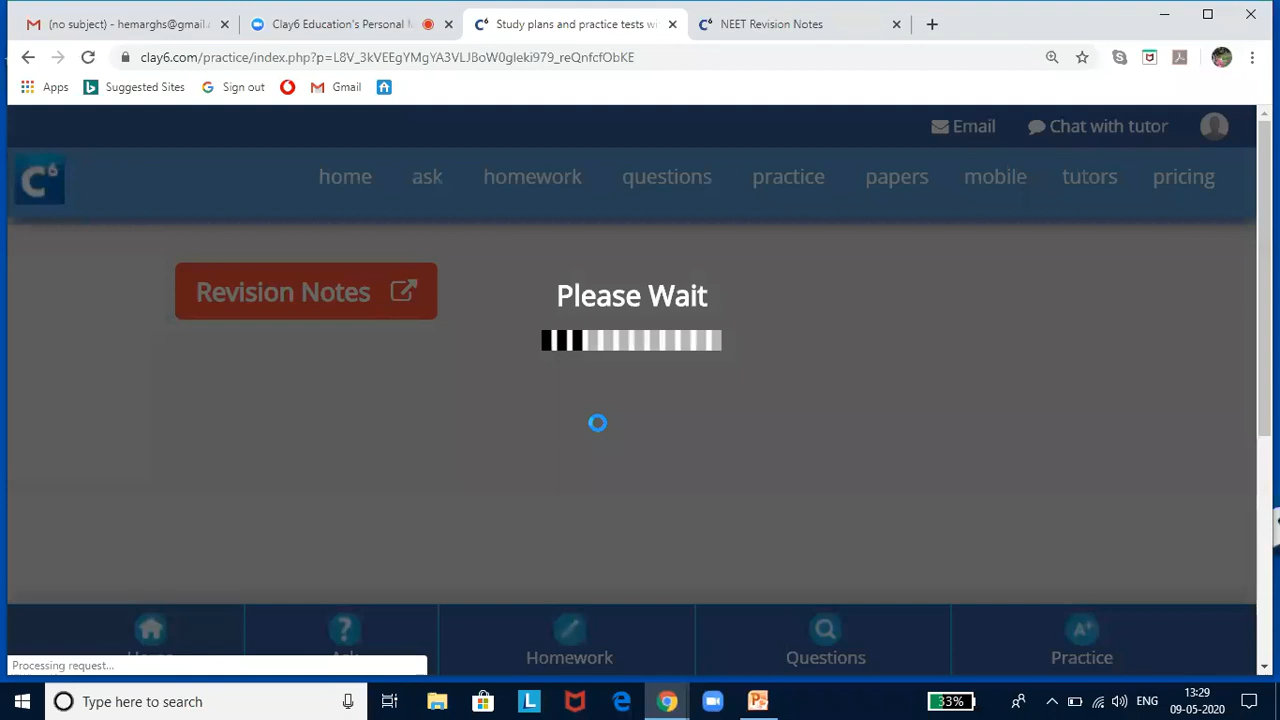 (no subject) - hemarghs@gmail.
Clay6 Education's Personal M
Study plans and practice tests wi
NEET Revision Notes
clay6.com/practice/index.php?p=L8V_3kVEEgYMgYA31/LJBoW0gIeki979_reQnfcfObKE
Apps
Suggested Sites
Sign out
Gmail
Email
Chat with tutor
C6
home
ask
homework
questions
practice
papers
mobile
tutors
pricing
Revision Notes
Please Wait
Homework
Questions
Practice
Processing request...
Type here to search
33%
ENG
13:29
09-05-2020